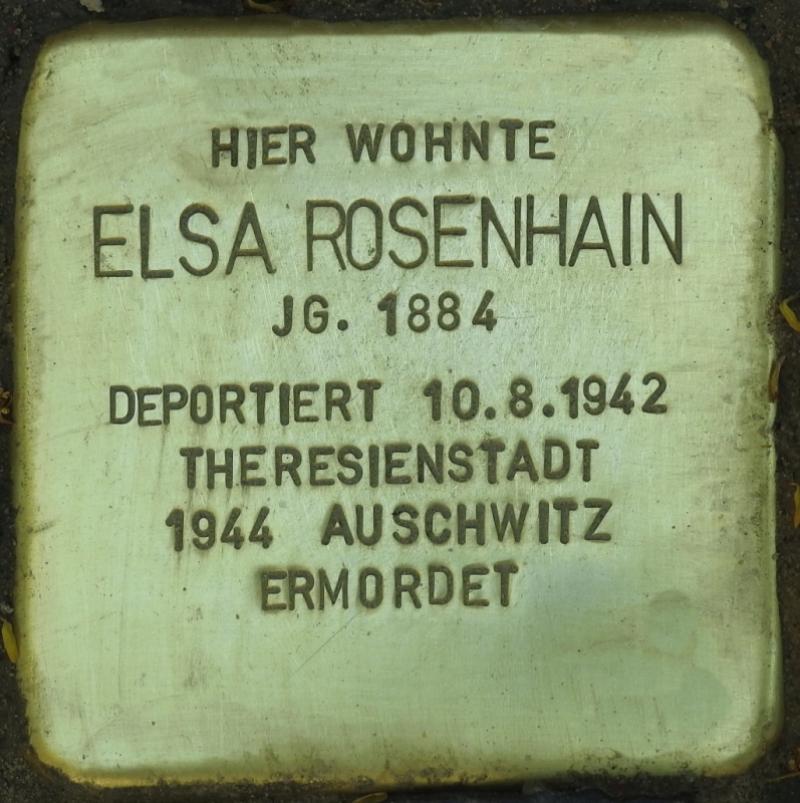 HIER WOHNTE
ELSA ROSENHAIN
JG. 1884
DEPORTIERT 10.8.1942
THERESIENSTADT
1944 AUSCHWITZ
ERMORDET